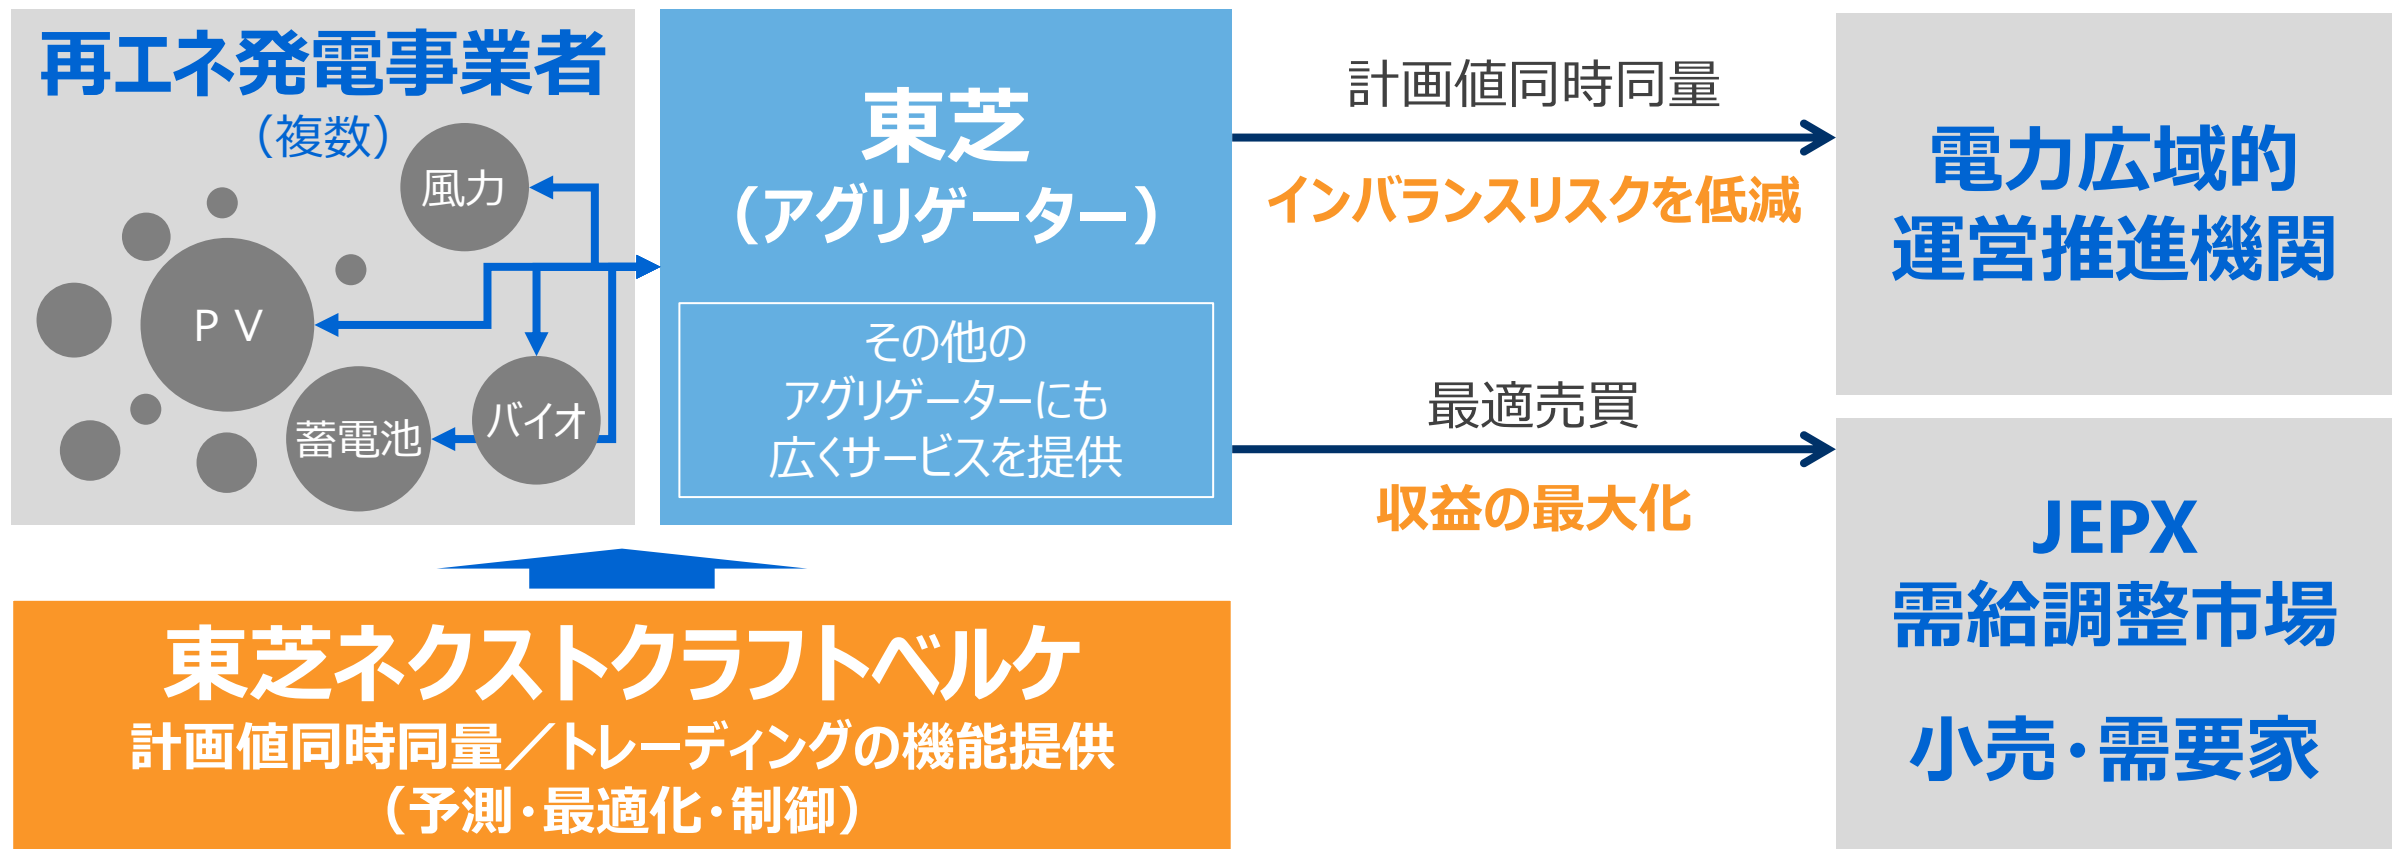 再エネ発電事業者
（複数）
風力
ＰＶ
蓄電池
バイオ
東芝
（アグリゲーター）
その他の
アグリゲーターにも
広くサービスを提供
計画値同時同量
インバランスリスクを低減
最適売買
収益の最大化
電力広域的
運営推進機関
JEPX
需給調整市場
小売・需要家
東芝ネクストクラフトベルケ
計画値同時同量／トレーディングの機能提供
（予測・最適化・制御）